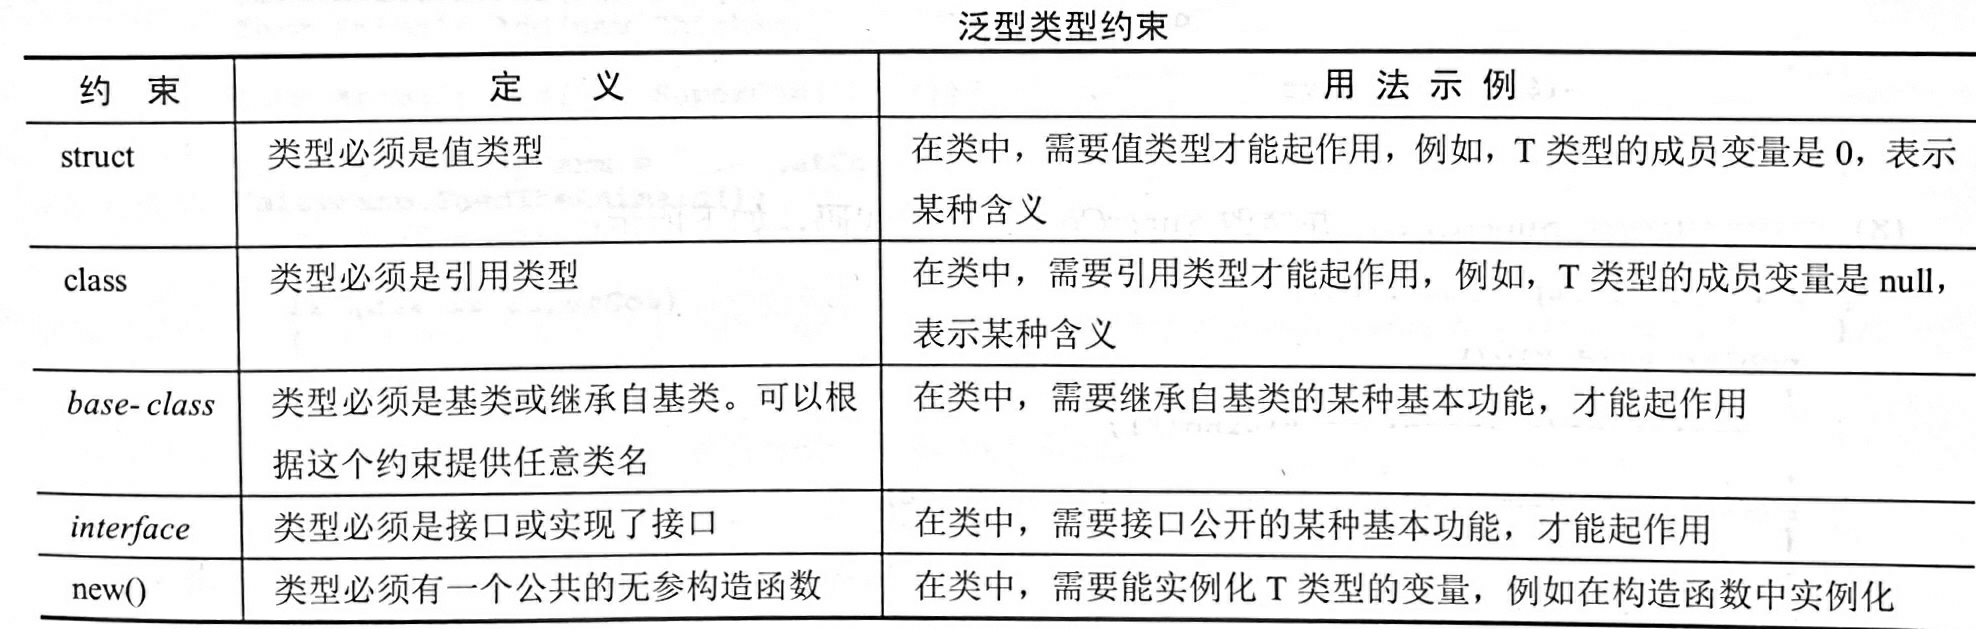 泛型类型约束
约 束 定 义 用 法 示 例
struct 类型必须是值类型 在类中，需要值类型才能起作用，例如，T 类型的成员变量是 0，表示
某种含义
class 类型必须是引用类型 在类中，需要引用类型才能起作用，例如，T 类型的成员变量是 null，
表示某种含义
base- class 类型必须是基类或继承自基类。可以根 在类中，需要继承自基类的某种基本功能，才能起作用
据这个约束提供任意类名
interface 类型必须是接口或实现了接口 在类中，需要接口公开的某种基本功能，才能起作用
new() 类型必须有一个公共的无参构造函数 在类中，需要能实例化 T 类型的变量，例如在构造函数中实例化